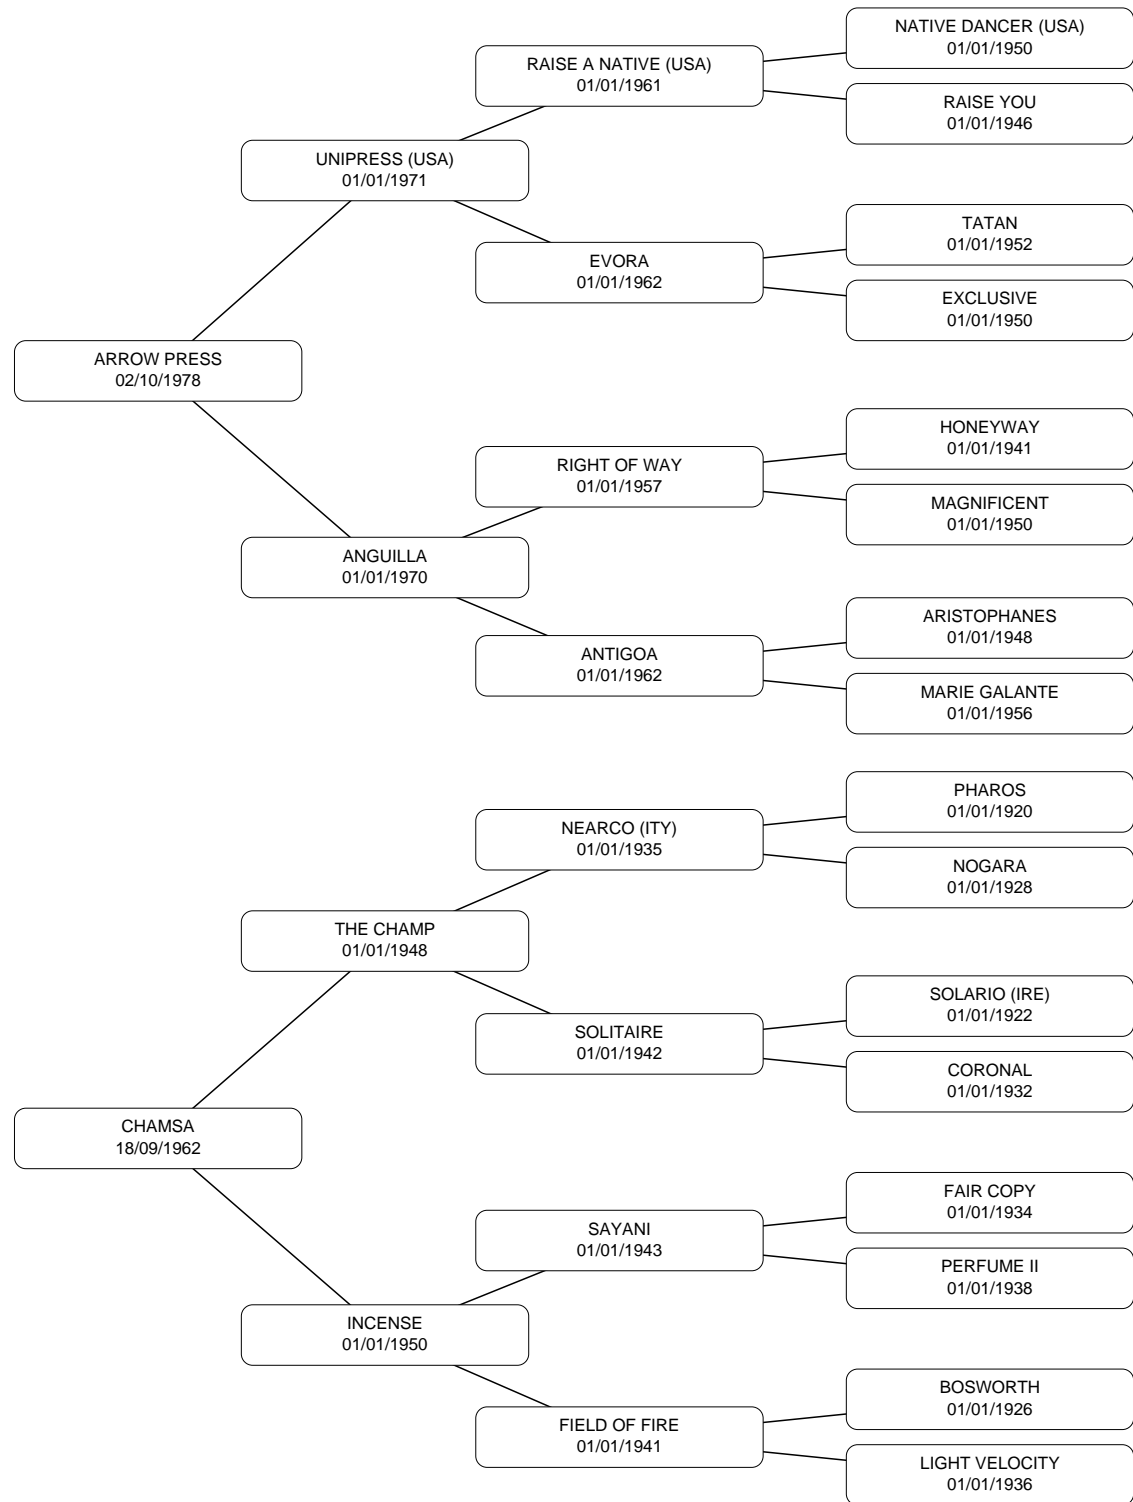 NATIVE DANCER (USA)
01/01/1950
RAISE A NATIVE (USA)
01/01/1961
RAISE YOU
01/01/1946
UNIPRESS (USA)
01/01/1971
TATAN
01/01/1952
EVORA
01/01/1962
EXCLUSIVE
01/01/1950
ARROW PRESS
02/10/1978
HONEYWAY
01/01/1941
RIGHT OF WAY
01/01/1957
MAGNIFICENT
01/01/1950
ANGUILLA
01/01/1970
ARISTOPHANES
01/01/1948
ANTIGOA
01/01/1962
MARIE GALANTE
01/01/1956
PHAROS
01/01/1920
NEARCO (ITY)
01/01/1935
NOGARA
01/01/1928
THE CHAMP
01/01/1948
SOLARIO (IRE)
01/01/1922
SOLITAIRE
01/01/1942
CORONAL
01/01/1932
CHAMSA
18/09/1962
FAIR COPY
01/01/1934
SAYANI
01/01/1943
PERFUME II
01/01/1938
INCENSE
01/01/1950
BOSWORTH
01/01/1926
FIELD OF FIRE
01/01/1941
LIGHT VELOCITY
01/01/1936